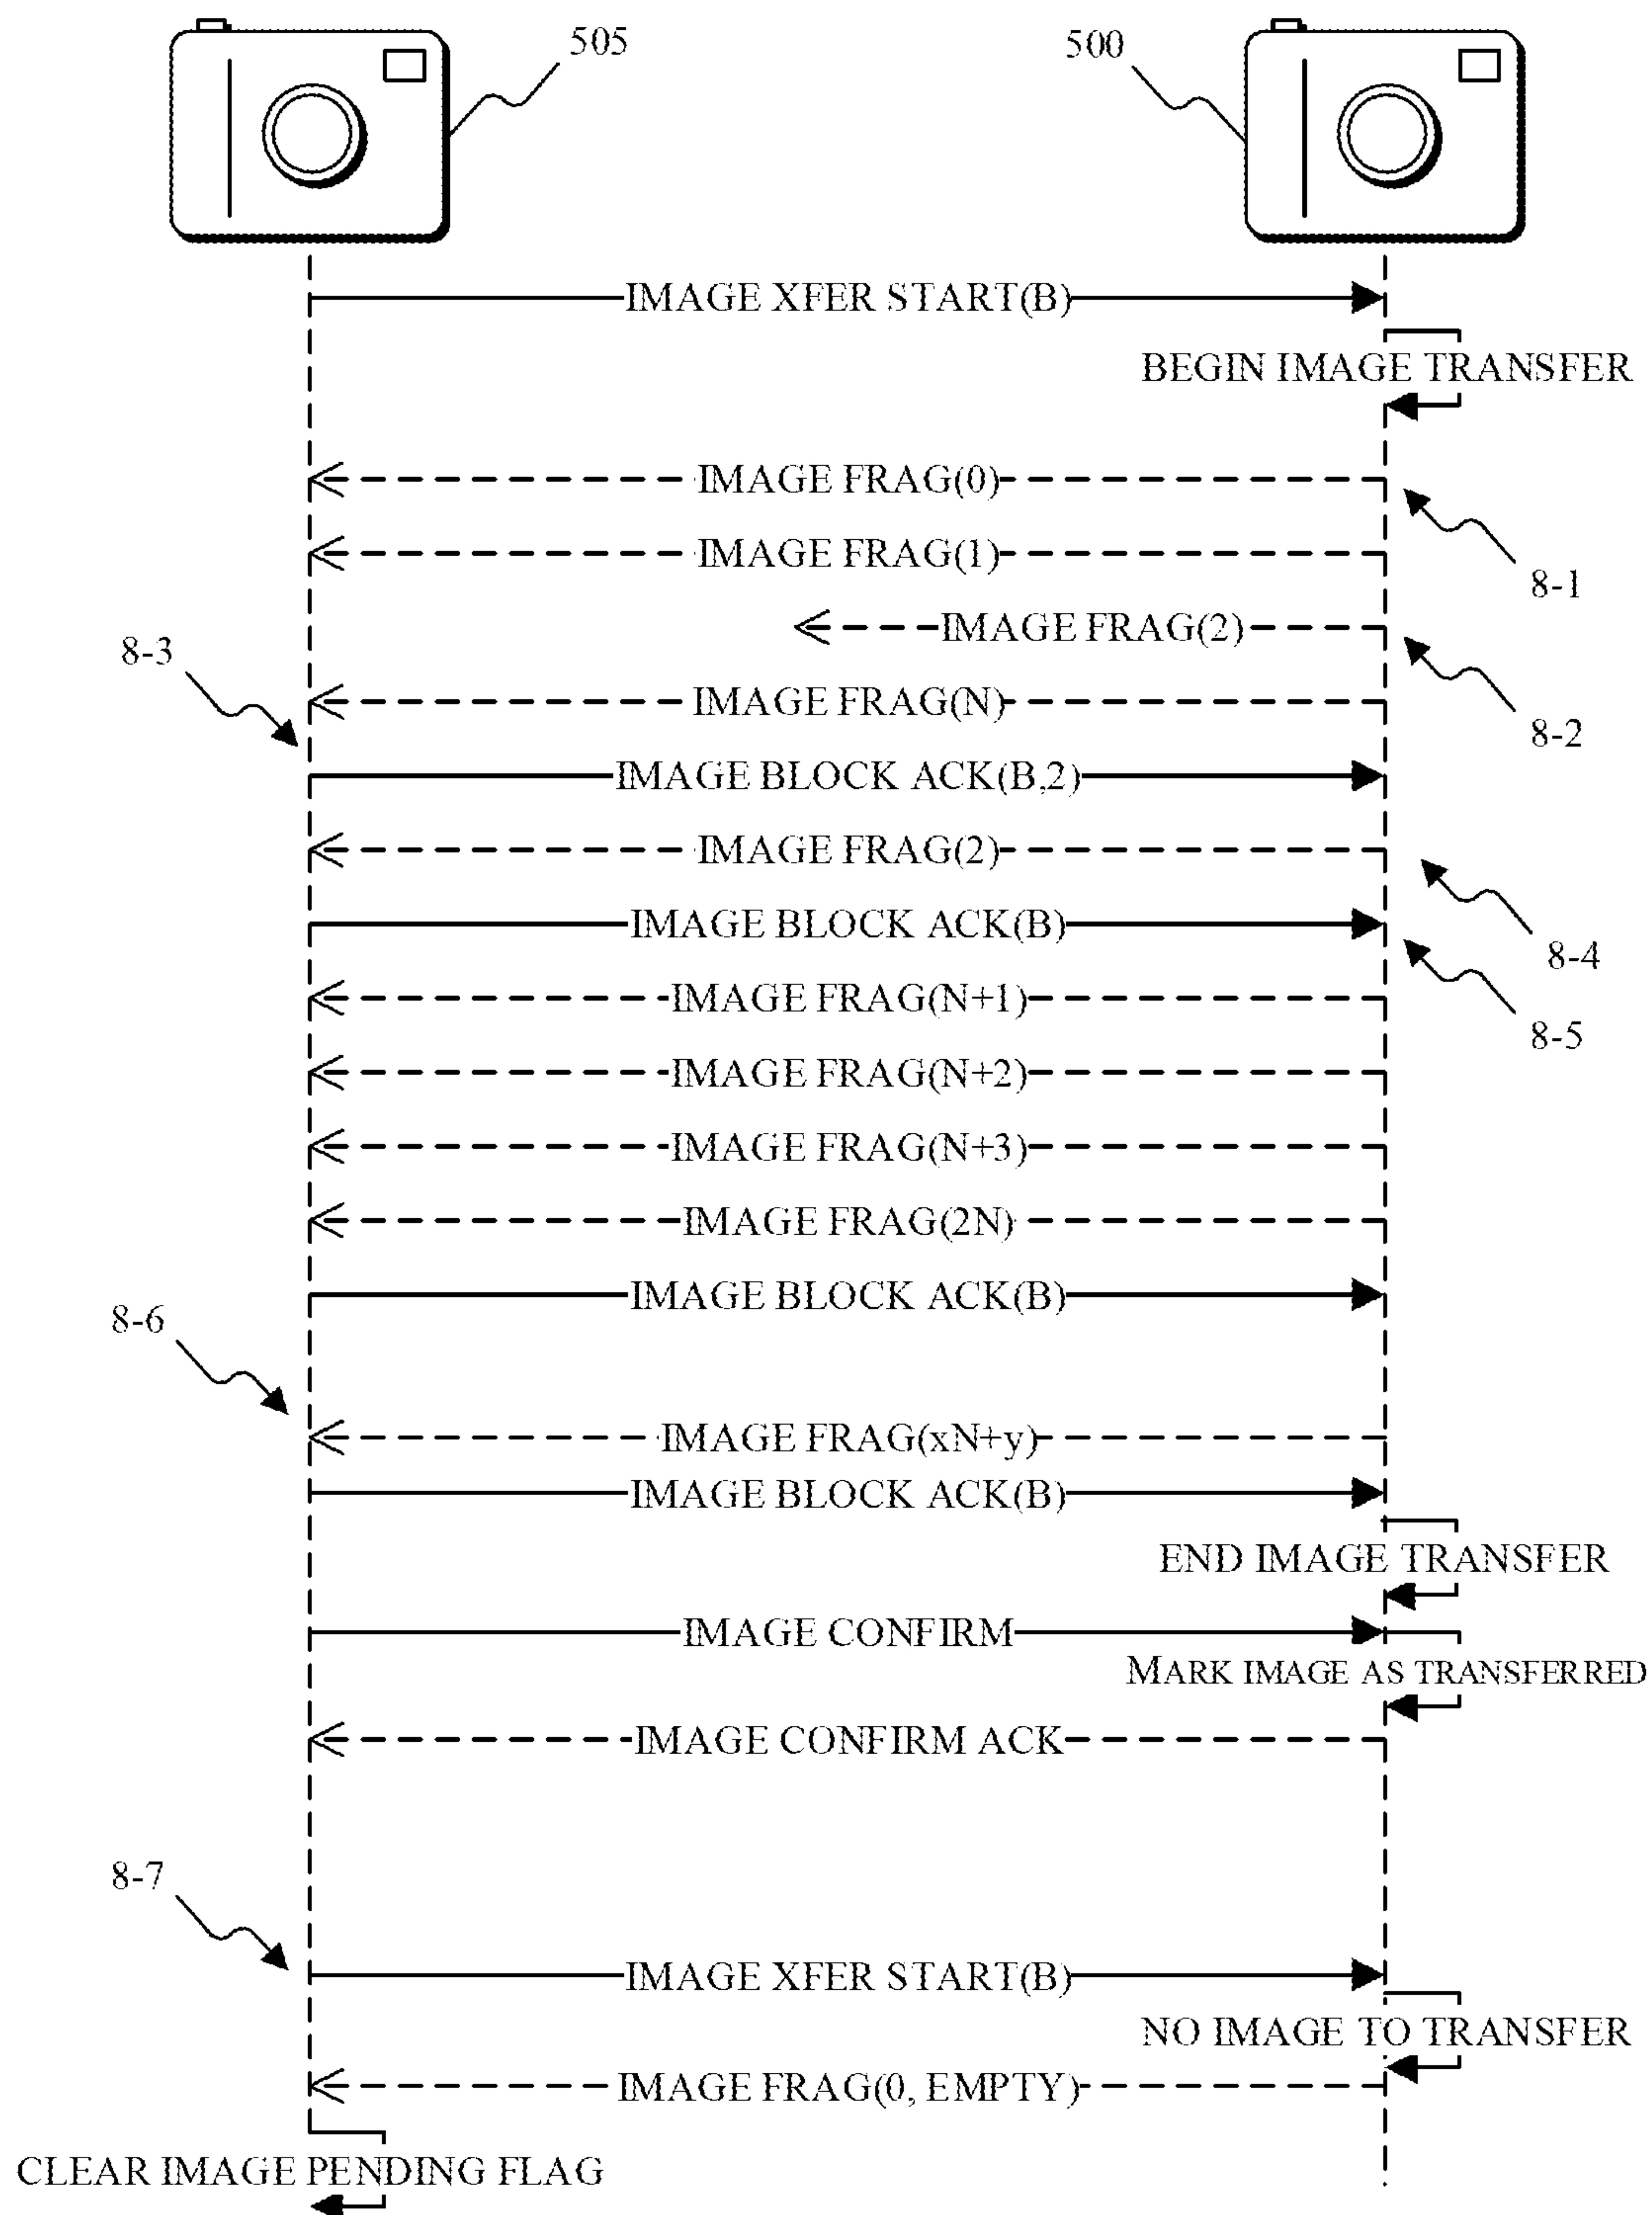 505
500
IMAGE XFER START(B)
BEGIN IMAGE TRANSFER
IMAGE FRAG(0)
IMAGE FRAG(1)
8-1
IMAGE FRAG(2)
8-3
IMAGE FRAG(N)
8-2
IMAGE BLOCK ACK(B,2)
IMAGE FRAG(2)
IMAGE BLOCK ACK(B)
8-4
IMAGE FRAG(N+1)
8-5
IMAGE FRAG(N+2)
IMAGE FRAG(N+3)
IMAGE FRAG(2N)
IMAGE BLOCK ACK(B)
8-6
IMAGE FRAG(xN+y)
IMAGE BLOCK ACK(B)
END IMAGE TRANSFER
IMAGE CONFIRM
MARK IMAGE AS TRANSFERRED
IMAGE CONFIRM ACK
8-7
IMAGE XFER START(B)
NO IMAGE TO TRANSFER
IMAGE FRAG(0, EMPTY)
CLEAR IMAGE PENDING FLAG